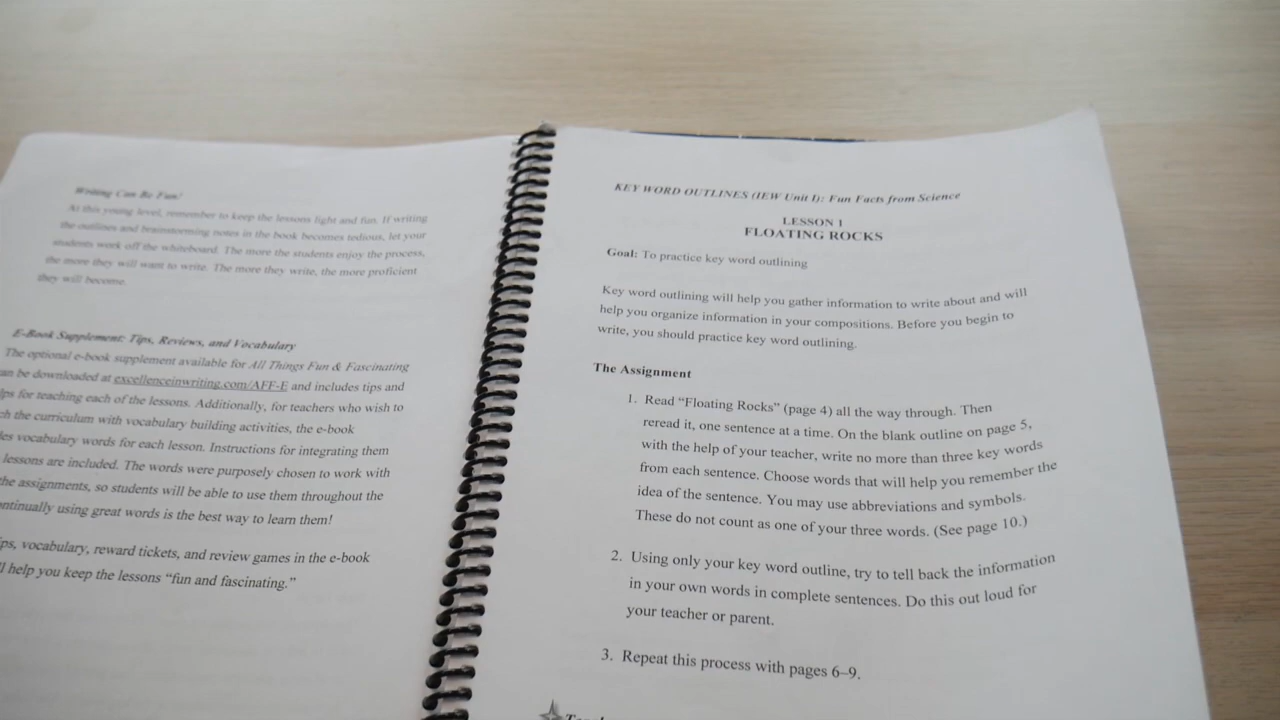 Writing Can Be Fun!
At this young level, remember to keep the lessons light and fun. If writing
the outlines and brainstorming notes in the book becomes tedious, let your
students work off the whiteboard. The more the students enjoy the process,
the more they will want to write. The more they write, the more proficient
they will become.
E-Book Supplement: Tips, Reviews, and Vocabulary
The optional e-book supplement available for All Things Fun & Fascinating
an be downloaded at excellenceinwriting.com/AFF-E and includes tips and
lps for teaching each of the lessons. Additionally, for teachers who wish to
ch the curriculum with vocabulary building activities, the e-book
les vocabulary words for each lesson. Instructions for integrating them
lessons are included. The words were purposely chosen to work with
the assignments, so students will be able to use them throughout the
ontinually using great words is the best way to learn them!
ips, vocabulary, reward tickets, and review games in the e-book
l help you keep the lessons “fun and fascinating.”
KEY WORD OUTLINES (IEW Unit I): Fun Facts from Science
LESSON 1
FLOATING ROCKS
Goal: To practice key word outlining
Key word outlining will help you gather information to write about and will
help you organize information in your compositions. Before you begin to
write, you should practice key word outlining.
The Assignment
1. Read “Floating Rocks” (page 4) all the way through. Then
reread it, one sentence at a time. On the blank outline on page 5,
with the help of your teacher, write no more than three key words
from each sentence. Choose words that will help you remember the
idea of the sentence. You may use abbreviations and symbols.
These do not count as one of your three words. (See page 10.)
2. Using only your key word outline, try to tell back the information
in your own words in complete sentences. Do this out loud for
your teacher or parent.
3. Repeat this process with pages 6–9.